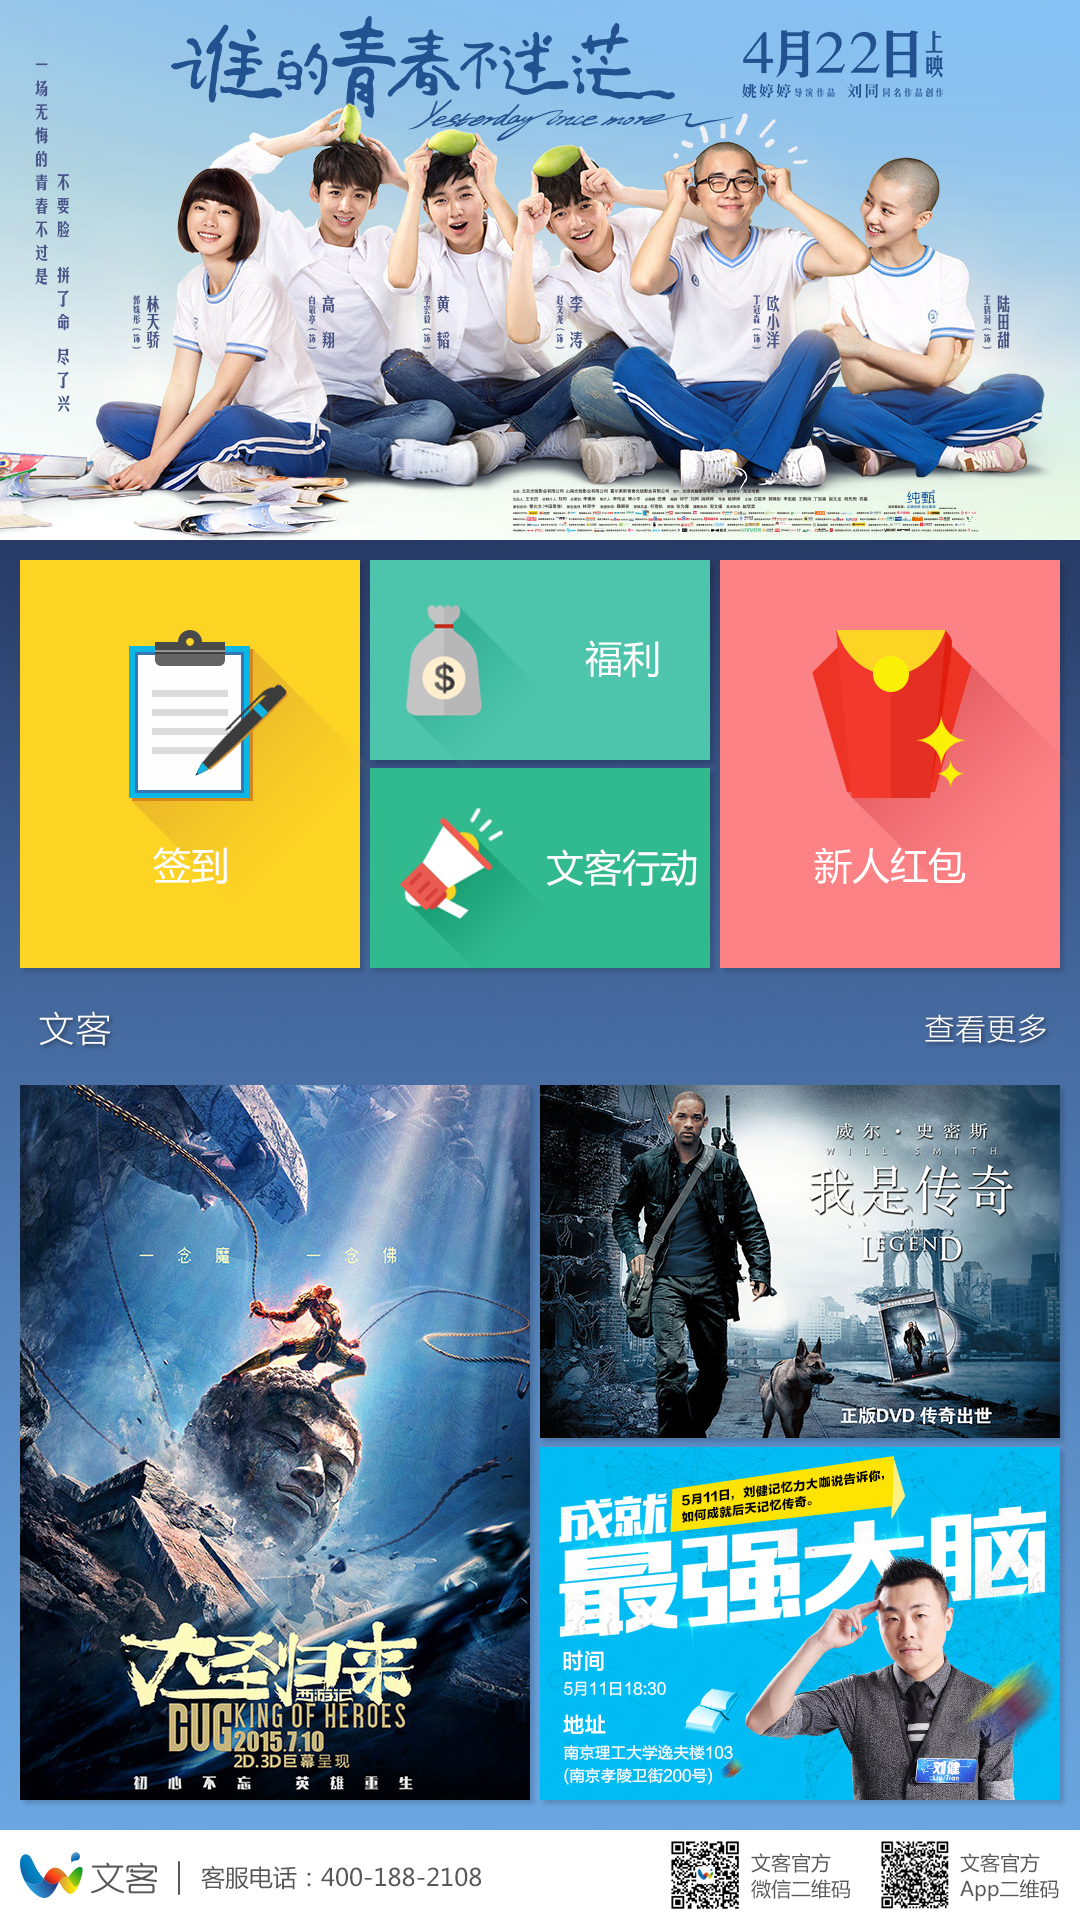 谁的青春不迷茫
Yesterday once more
4月22日上映
姚婷婷导演作品 刘同同名作品创作
一场无悔的青春不过是
不要脸 拼了命 尽了兴
林天骄
郭姝彤(饰)
高翔
白敬亭(饰)
黄韬
李宏毅(饰)
李涛
赵文龙(饰)
欧小洋
丁冠森(饰)
陆田甜
王鹤润(饰)
纯甄
签到
$
福利
文客行动
新人红包
文客
查看更多
一念魔 一念佛
大圣归来
西游记
KING OF HEROES
2015.7.10
2D.3D巨幕呈现
初心不忘 英雄重生
威尔·史密斯
WILL SMITH
我是传奇
I AM
LEGEND
正版DVD 传奇出世
成就
5月11日，刘健记忆力大咖说告诉你，
如何成就后天记忆传奇。
最强大脑
时间
5月11日18:30
地址
南京理工大学逸夫楼103
(南京孝陵卫街200号)
刘健
文客
客服电话：400-188-2108
文客官方
微信二维码
文客官方
App二维码